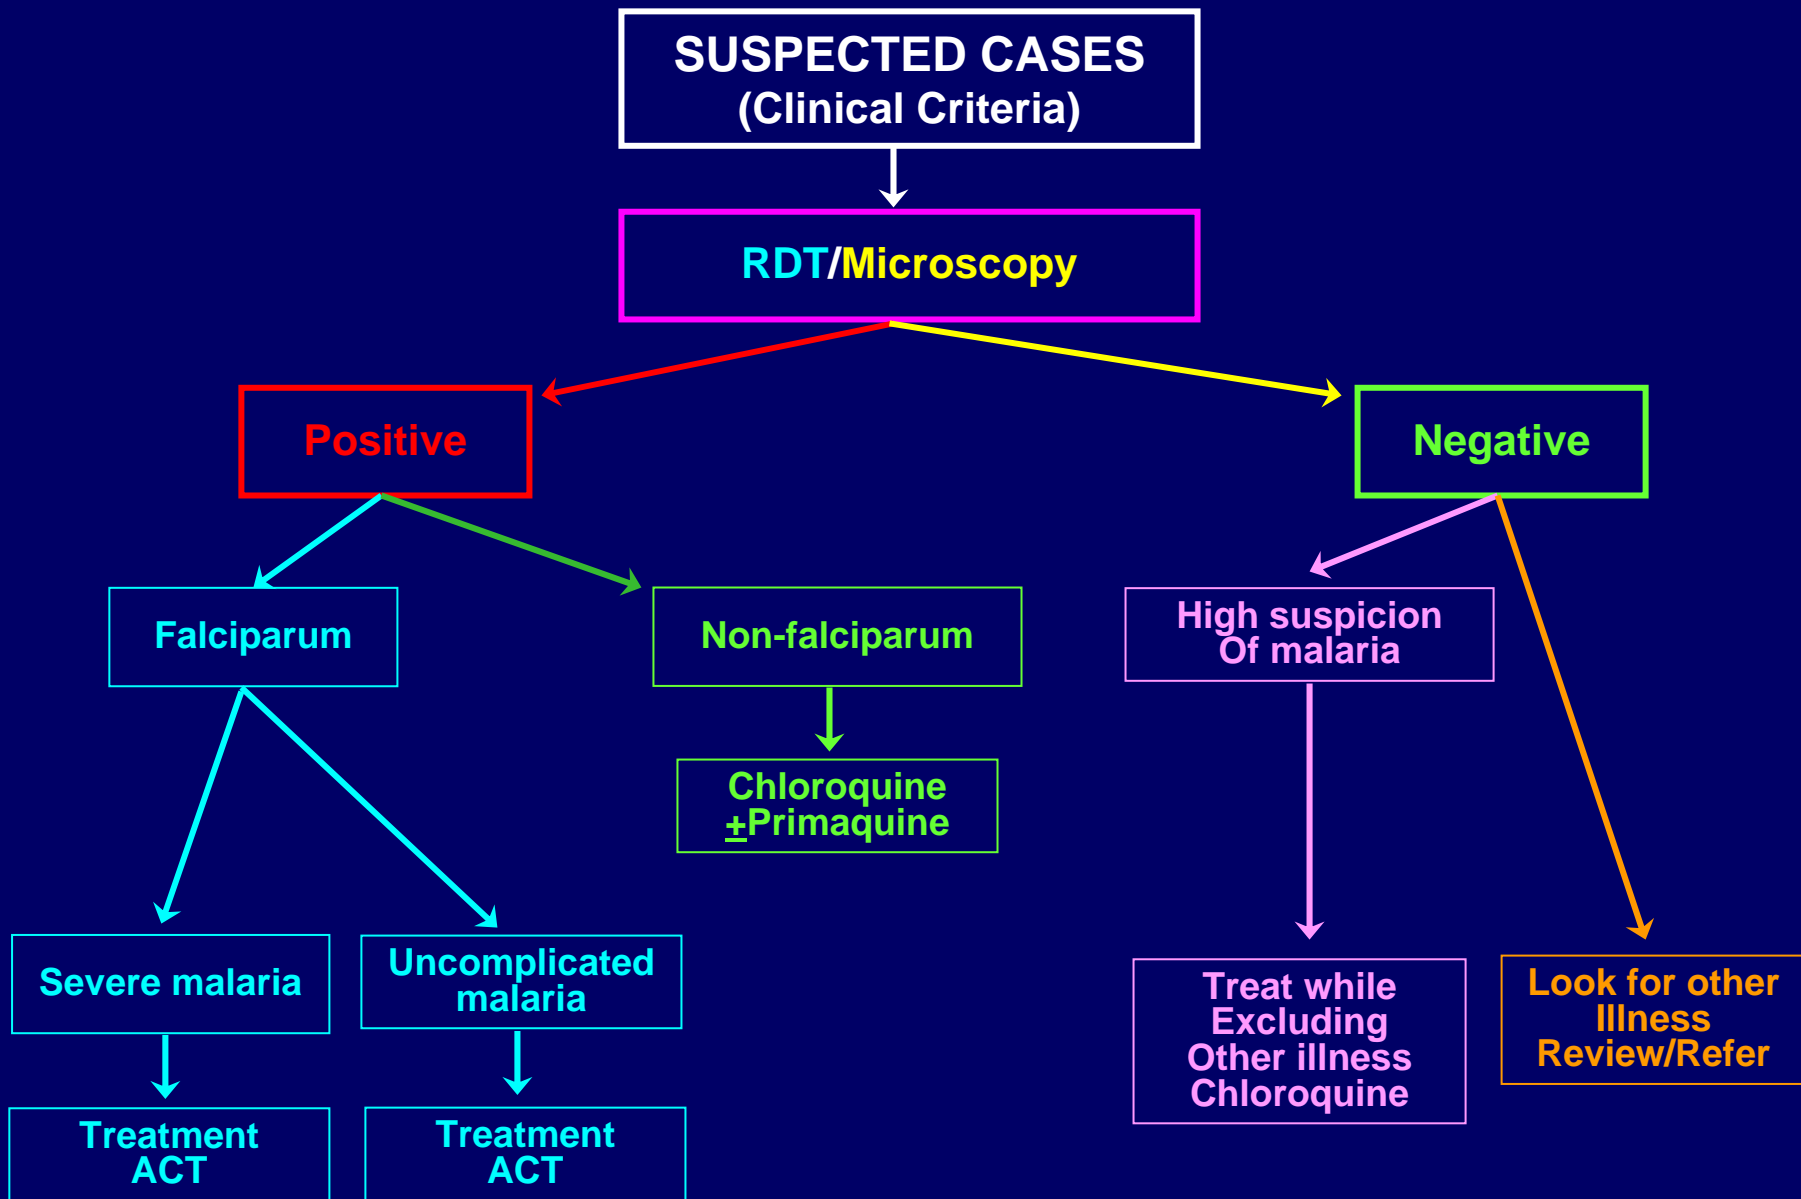 SUSPECTED CASES
(Clinical Criteria)
RDT/Microscopy
Positive
Negative
Falciparum
Non-falciparum
High suspicion
Of malaria
Chloroquine
±Primaquine
Severe malaria
Uncomplicated
malaria
Treat while
Excluding
Other illness
Chloroquine
Look for other
Illness
Review/Refer
Treatment
ACT
Treatment
ACT